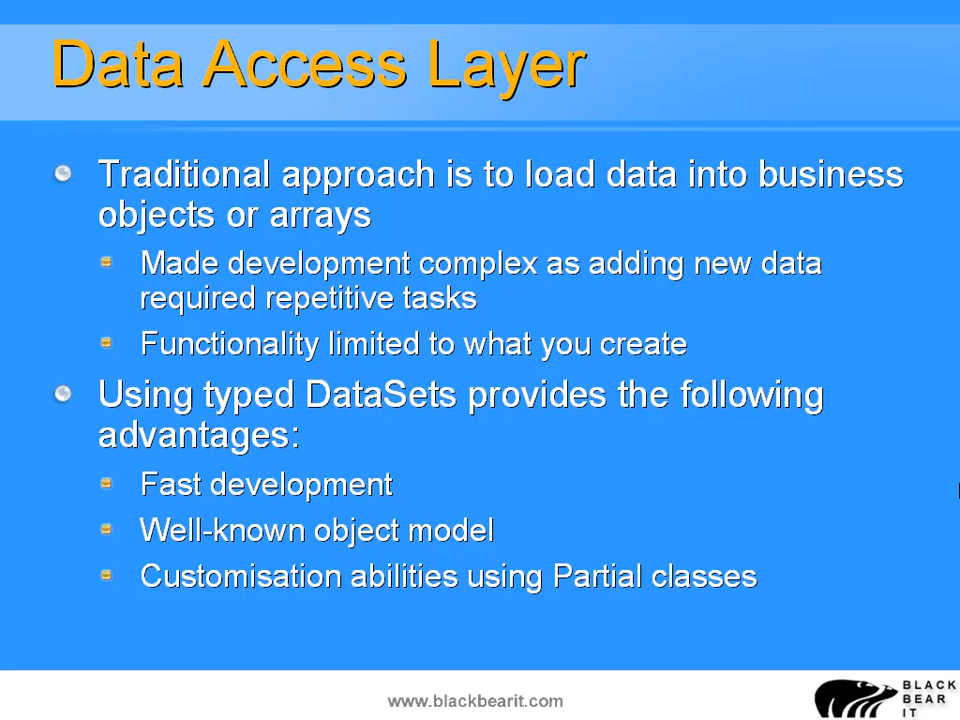 Data Access Layer
Traditional approach is to load data into business
objects or arrays
Made development complex as adding new data
required repetitive tasks
Functionality limited to what you create
Using typed DataSets provides the following
advantages:
Fast development
Well-known object model
Customisation abilities using Partial classes
www.blackbearit.com
BLACK
BEAR
IT